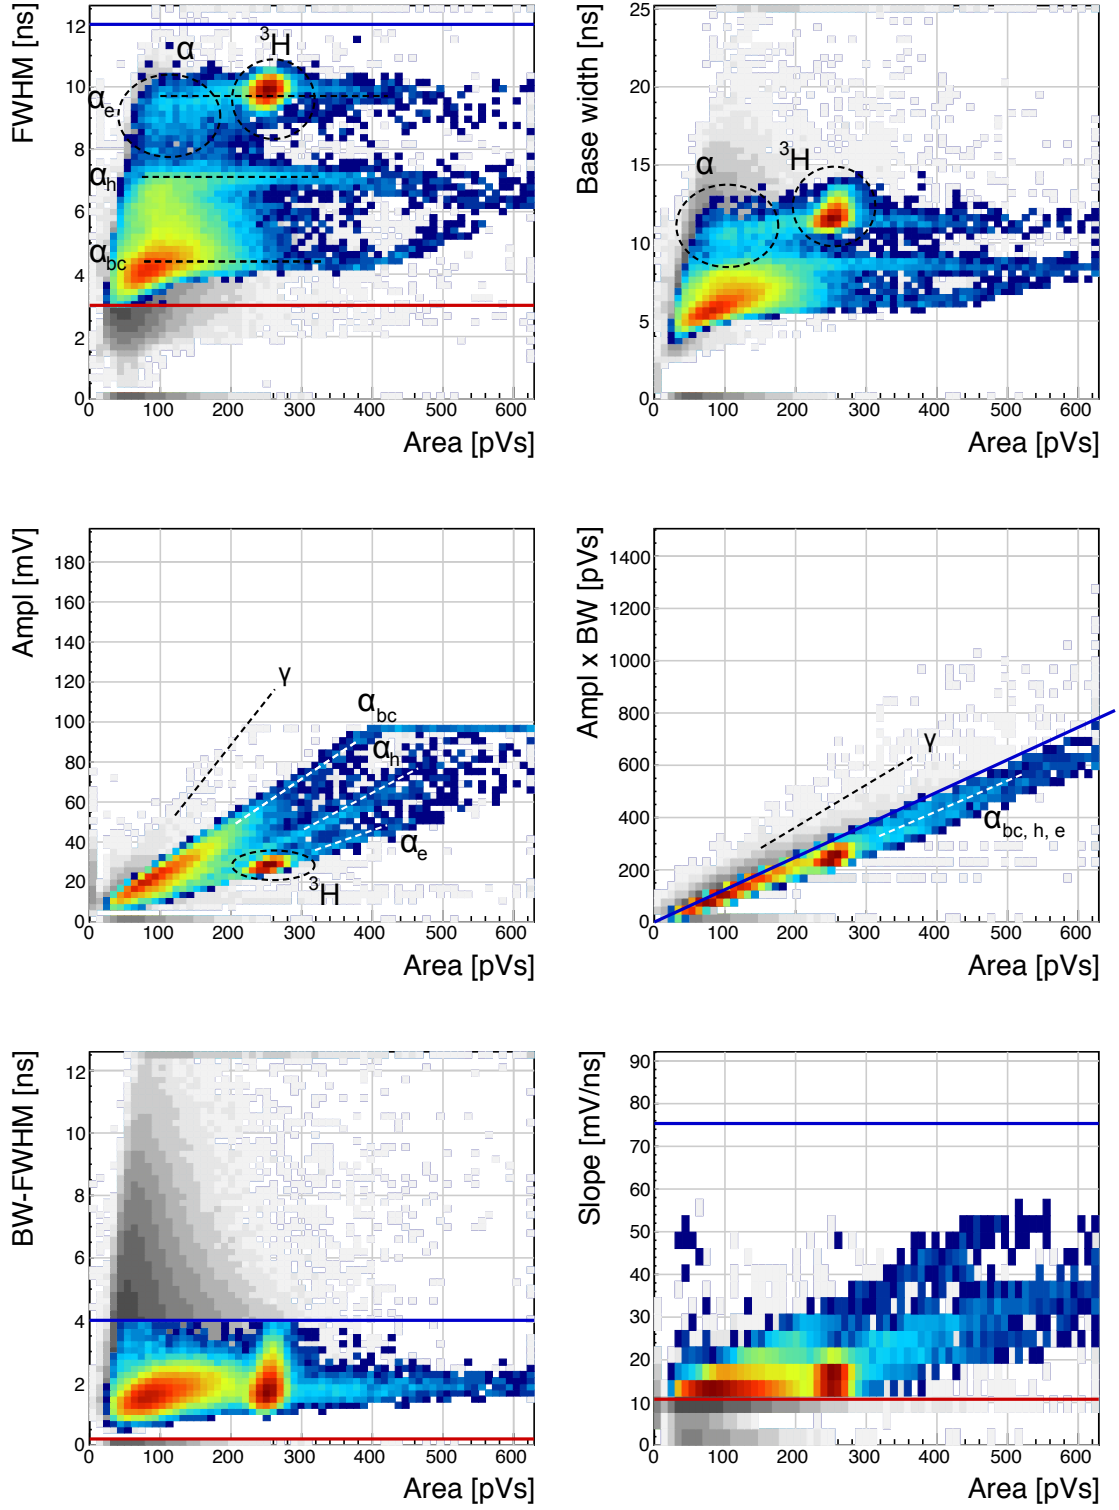 FWHM [ns]
12
10
8
6
4
2
0
α
³H
αe
αh
αbc
0 100 200 300 400 500 600
Area [pVs]
Base width [ns]
25
20
15
10
5
0
α
³H
0 100 200 300 400 500 600
Area [pVs]
Ampl [mV]
180
160
140
120
100
80
60
40
20
0
γ
αbc
αh
αe
³H
0 100 200 300 400 500 600
Area [pVs]
Ampl x BW [pVs]
1400
1200
1000
800
600
400
200
0
γ
αbc, h, e
0 100 200 300 400 500 600
Area [pVs]
BW-FWHM [ns]
12
10
8
6
4
2
0
0 100 200 300 400 500 600
Area [pVs]
Slope [mV/ns]
90
80
70
60
50
40
30
20
10
0
0 100 200 300 400 500 600
Area [pVs]